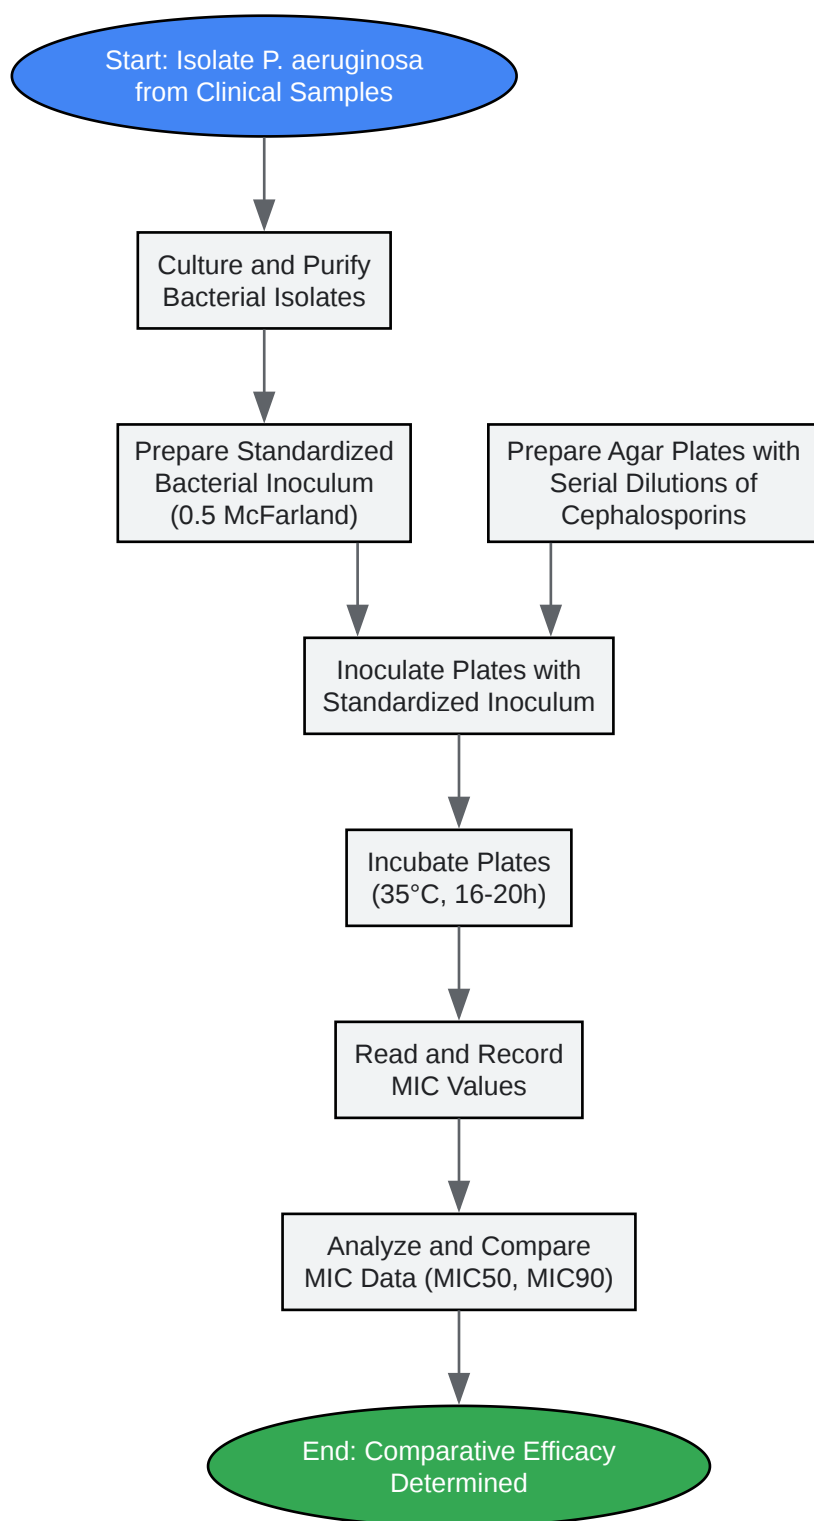 Start: Isolate P. aeruginosa
from Clinical Samples
Culture and Purify
Bacterial Isolates
Prepare Standardized
Bacterial Inoculum
(0.5 McFarland)
Prepare Agar Plates with
Serial Dilutions of
Cephalosporins
Inoculate Plates with
Standardized Inoculum
Incubate Plates
(35°C, 16-20h)
Read and Record
MIC Values
Analyze and Compare
MIC Data (MIC50, MIC90)
End: Comparative Efficacy
Determined